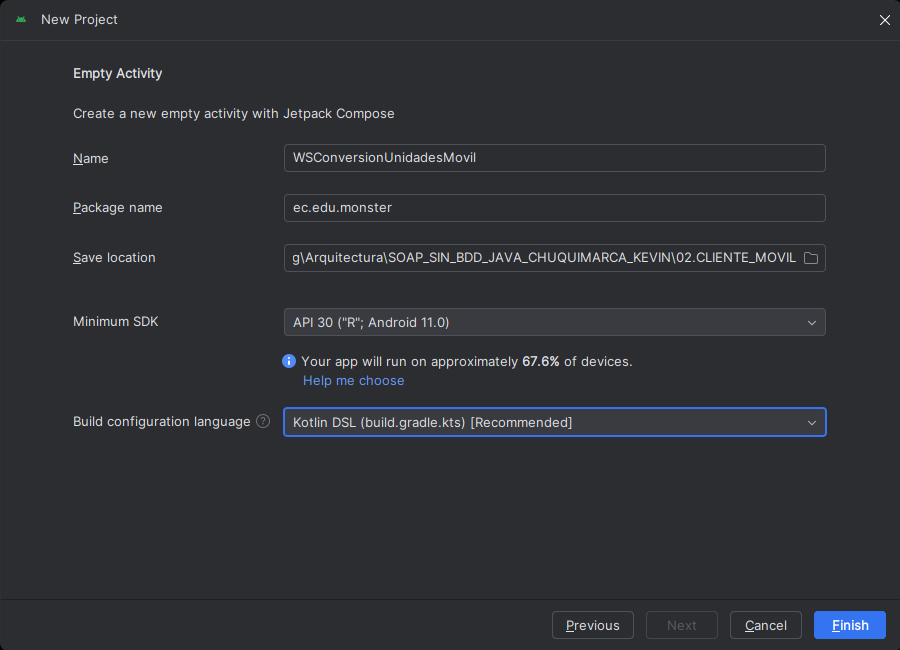 New Project
Empty Activity
Create a new empty activity with Jetpack Compose
Name
WSConversionUnidadesMovil
Package name
ec.edu.monster
Save location
g\Arquitectura\SOAP_SIN_BDD_JAVA_CHUQUIMARCA_KEVIN\02.CLIENTE_MOVIL
Minimum SDK
API 30 ("R"; Android 11.0)
Your app will run on approximately 67.6% of devices.
Help me choose
Build configuration language ?
Kotlin DSL (build.gradle.kts) [Recommended]
Previous
Next
Cancel
Finish